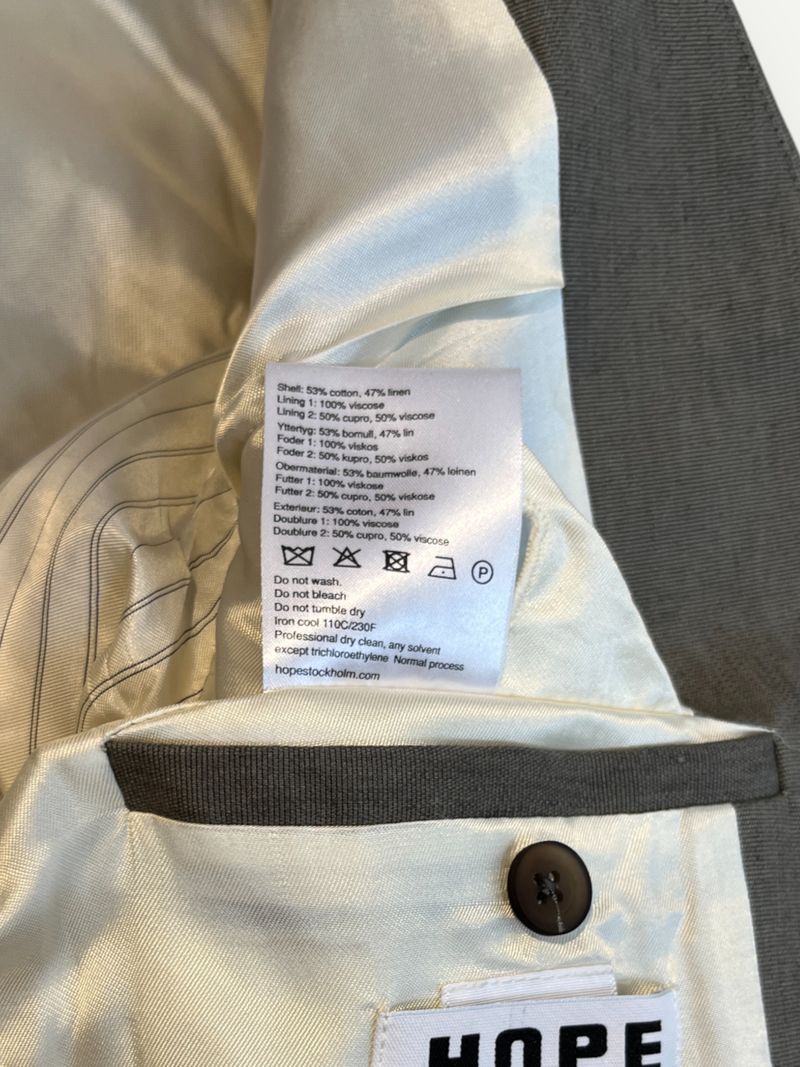 Shell: 53% cotton, 47% linen
Lining 1: 100% viscose
Lining 2: 50% cupro, 50% viscose
Yttertyg: 53% bomull, 47% lin
Foder 1: 100% viskos
Foder 2: 50% kupro, 50% viskos
Obermaterial: 53% baumwolle, 47% leinen
Futter 1: 100% viskose
Futter 2: 50% cupro, 50% viskose
Exterieur: 53% coton, 47% lin
Doublure 1: 100% viscose
Doublure 2: 50% cupro, 50% viscose
P
Do not wash.
Do not bleach
Do not tumble dry
Iron cool 110C/230F
Professional dry clean, any solvent
except trichloroethylene Normal process
hopestockholm.com
HOPE